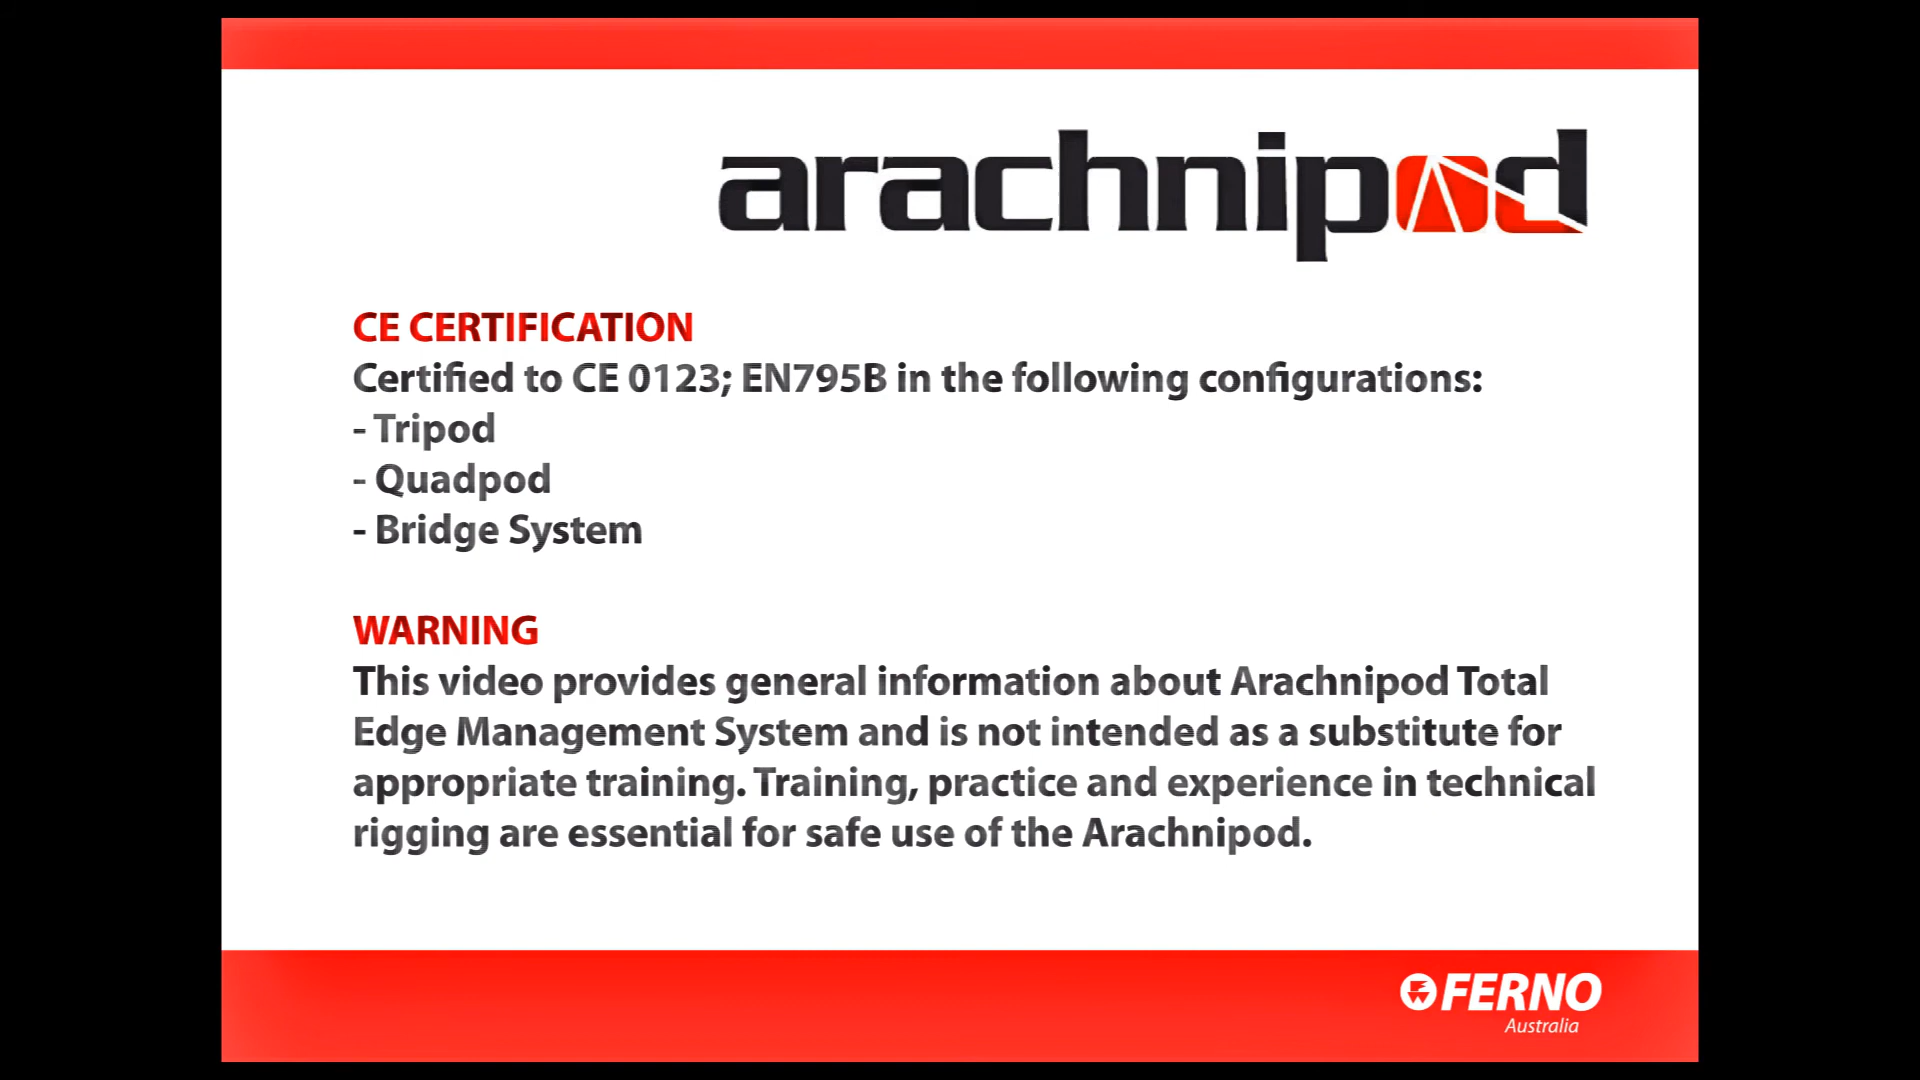 arachnipod
CE CERTIFICATION
Certified to CE 0123; EN795B in the following configurations:
- Tripod
- Quadpod
- Bridge System
WARNING
This video provides general information about Arachnipod Total
Edge Management System and is not intended as a substitute for
appropriate training. Training, practice and experience in technical
rigging are essential for safe use of the Arachnipod.
FERNO
Australia